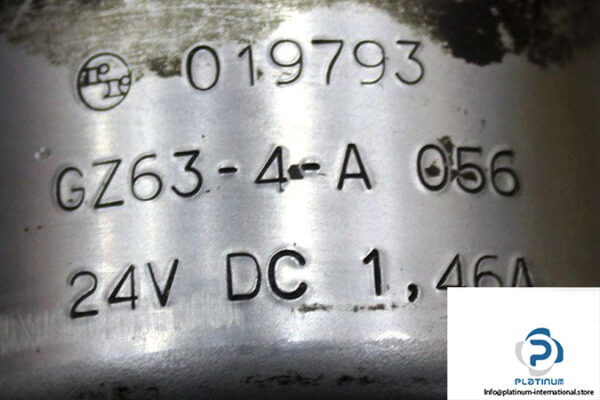 019793
GZ63-4-A 056
24V DC 1,46A
PLATINUM
Info@platinum-international.store